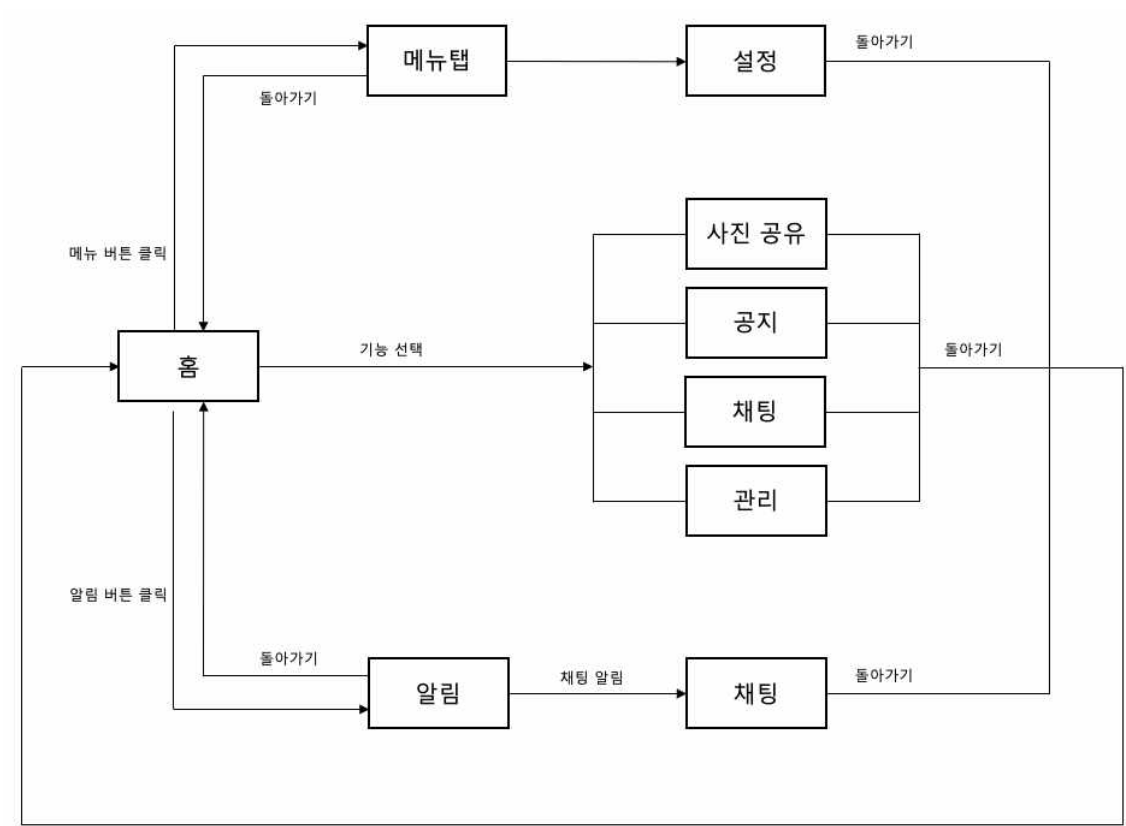 메뉴탭
설정
돌아가기
돌아가기
메뉴 버튼 클릭
사진 공유
공지
홈
기능 선택
돌아가기
채팅
관리
알림 버튼 클릭
돌아가기
알림
채팅 알림
채팅
돌아가기